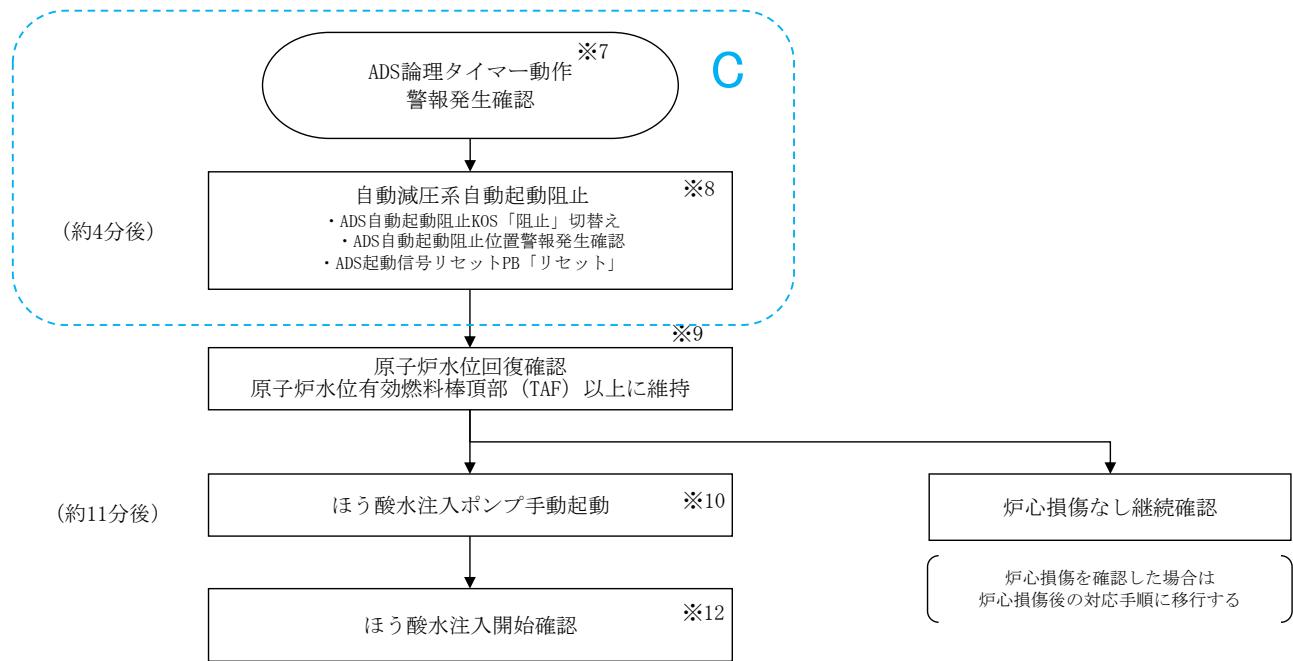 ※7
C
ADS論理タイマー動作
警報発生確認
※8
自動減圧系自動起動阻止
・ADS自動起動阻止KOS「阻止」切替え
(約4分後)
・ADS自動起動阻止位置警報発生確認
・ADS起動信号リセットPB「リセット」
※9
原子炉水位回復確認
原子炉水位有効燃料棒頂部（TAF）以上に維持
(約11分後)
ほう酸水注入ポンプ手動起動
※10
炉心損傷なし継続確認
炉心損傷を確認した場合は
炉心損傷後の対応手順に移行する
ほう酸水注入開始確認
※12